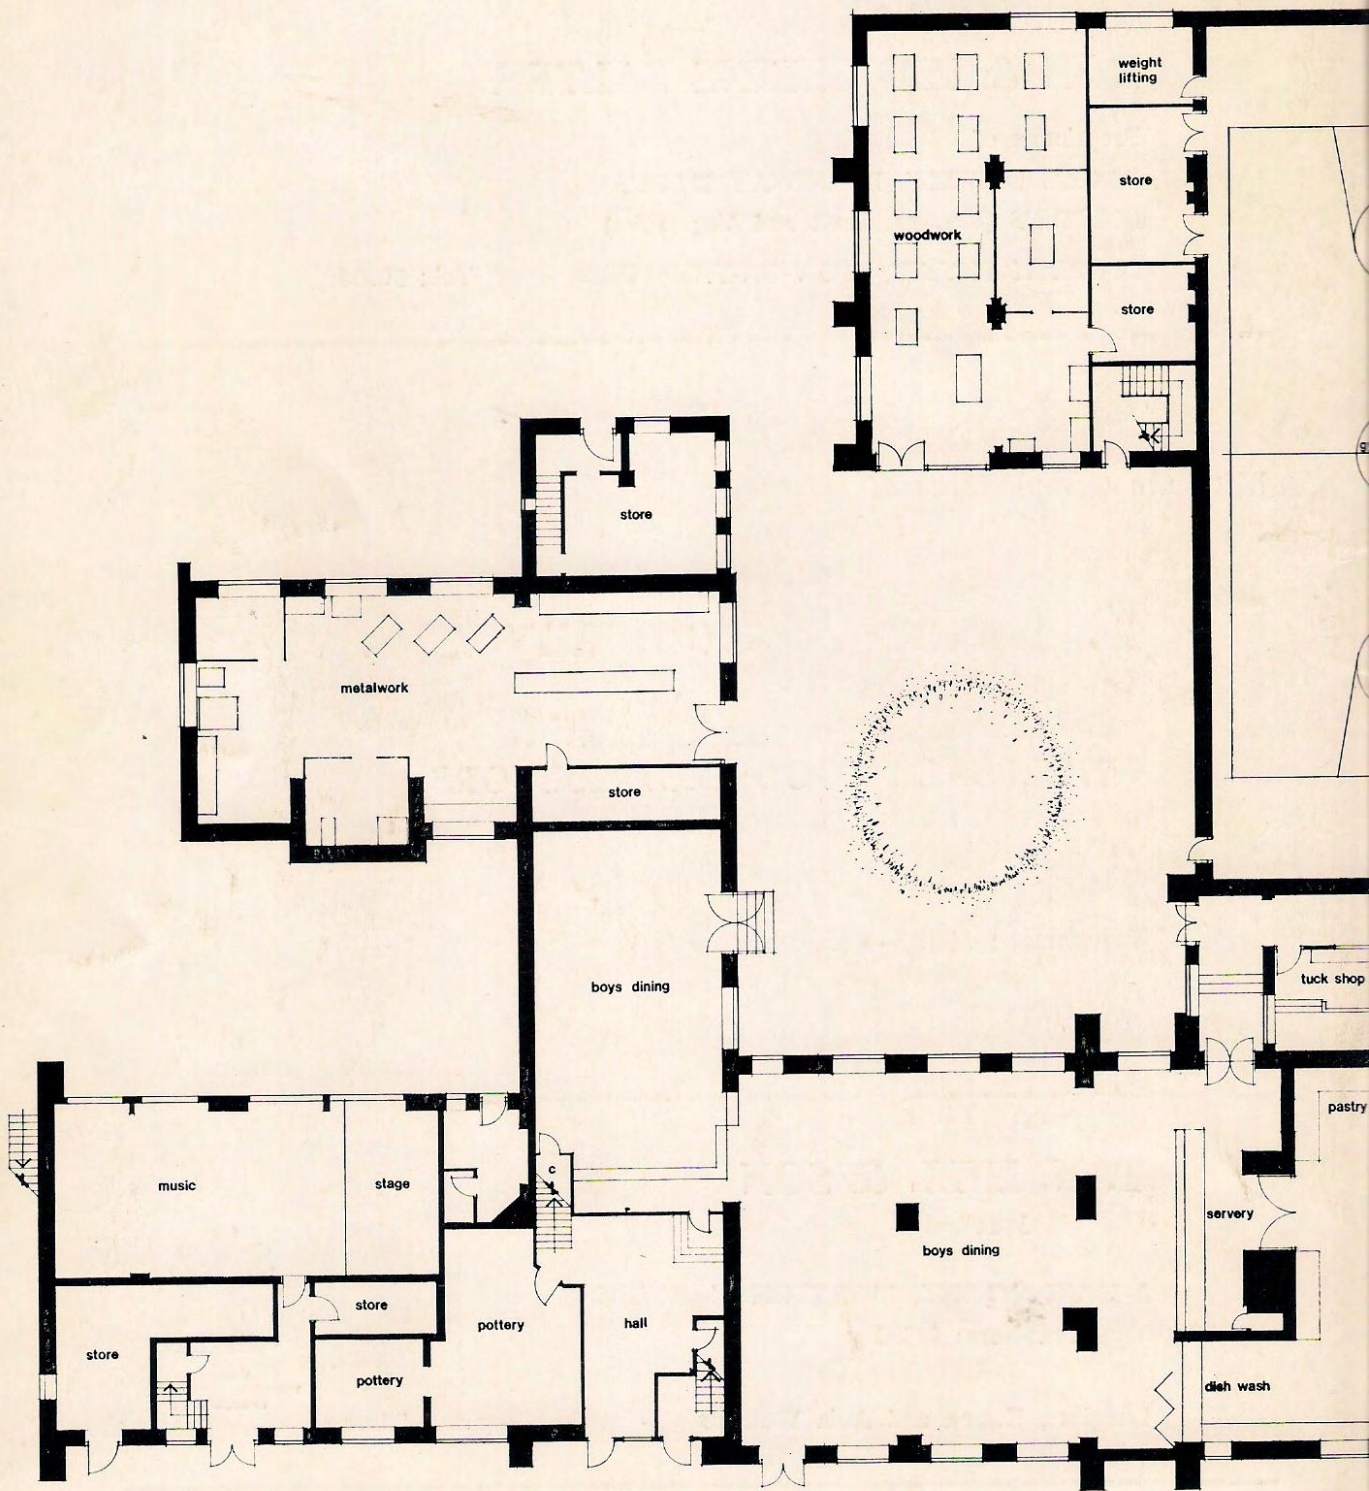 weight
lifting
store
woodwork
store
store
metalwork
store
boys dining
tuck shop
pastry
c
music
stage
servery
boys dining
store
pottery
hall
store
pottery
dish wash